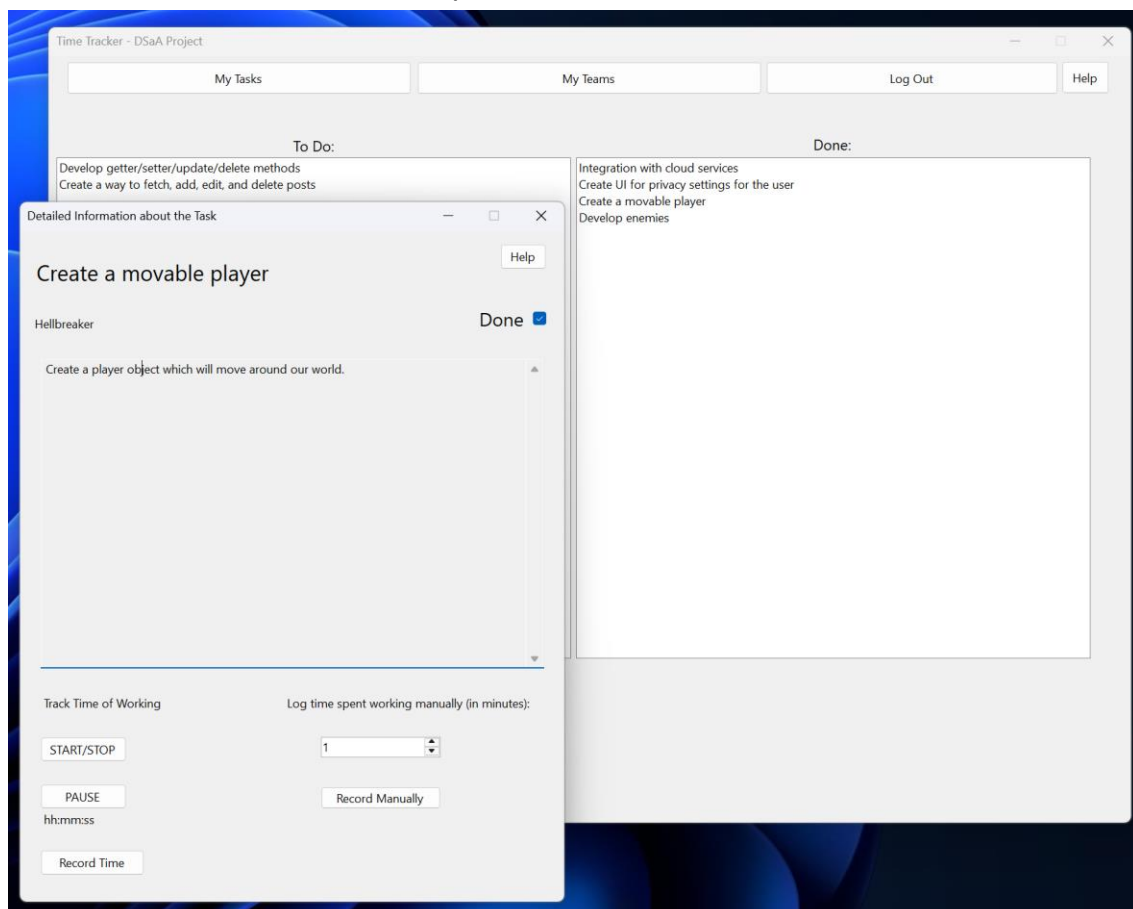 Time Tracker - DSaA Project
My Tasks
My Teams
Log Out
Help
To Do:
Develop getter/setter/update/delete methods
Create a way to fetch, add, edit, and delete posts
Done:
Integration with cloud services
Create UI for privacy settings for the user
Create a movable player
Develop enemies
Detailed Information about the Task
Help
Create a movable player
Hellbreaker
Done
Create a player object which will move around our world.
Track Time of Working
Log time spent working manually (in minutes):
START/STOP
1
PAUSE
Record Manually
hh:mm:ss
Record Time